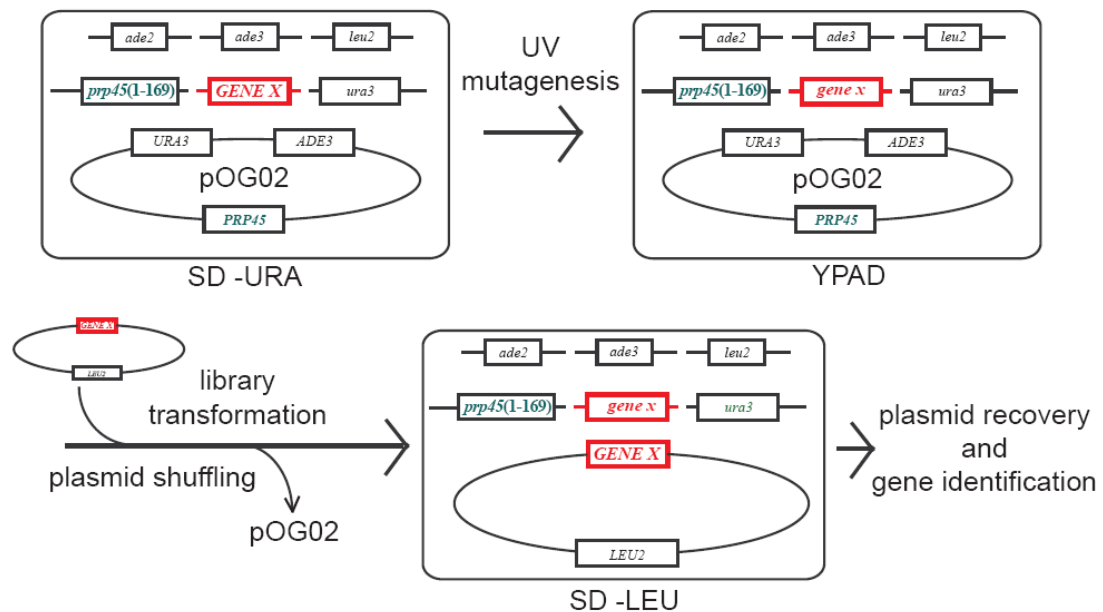 ade2 ade3 leu2
prp45(1-169) GENE X ura3
URA3 ADE3
pOG02
PRP45
SD -URA
UV
mutagenesis
ade2 ade3 leu2
prp45(1-169) gene x ura3
URA3 ADE3
pOG02
PRP45
YPAD
GENE X
LEU2
library
transformation
plasmid shuffling
pOG02
ade2 ade3 leu2
prp45(1-169) gene x ura3
GENE X
LEU2
SD -LEU
plasmid recovery
and
gene identification